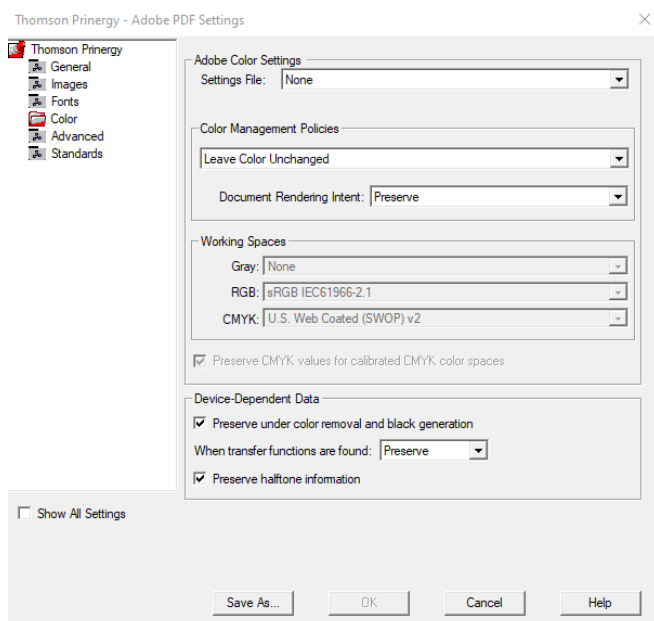 Thomson Prinergy - Adobe PDF Settings
Thomson Prinergy
General
Images
Fonts
Color
Advanced
Standards
Show All Settings
Adobe Color Settings
Settings File: None
Color Management Policies
Leave Color Unchanged
Document Rendering Intent: Preserve
Working Spaces
Gray: None
RGB: sRGB IEC61966-2.1
CMYK: U.S. Web Coated (SWOP) v2
Preserve CMYK values for calibrated CMYK color spaces
Device-Dependent Data
Preserve under color removal and black generation
When transfer functions are found: Preserve
Preserve halftone information
Save As... OK Cancel Help